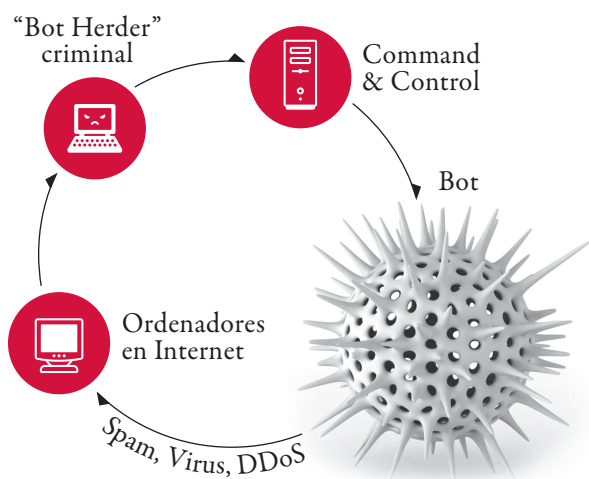 “Bot Herder”
criminal
Command
& Control
Bot
Ordenadores
en Internet
Spam, Virus, DDoS